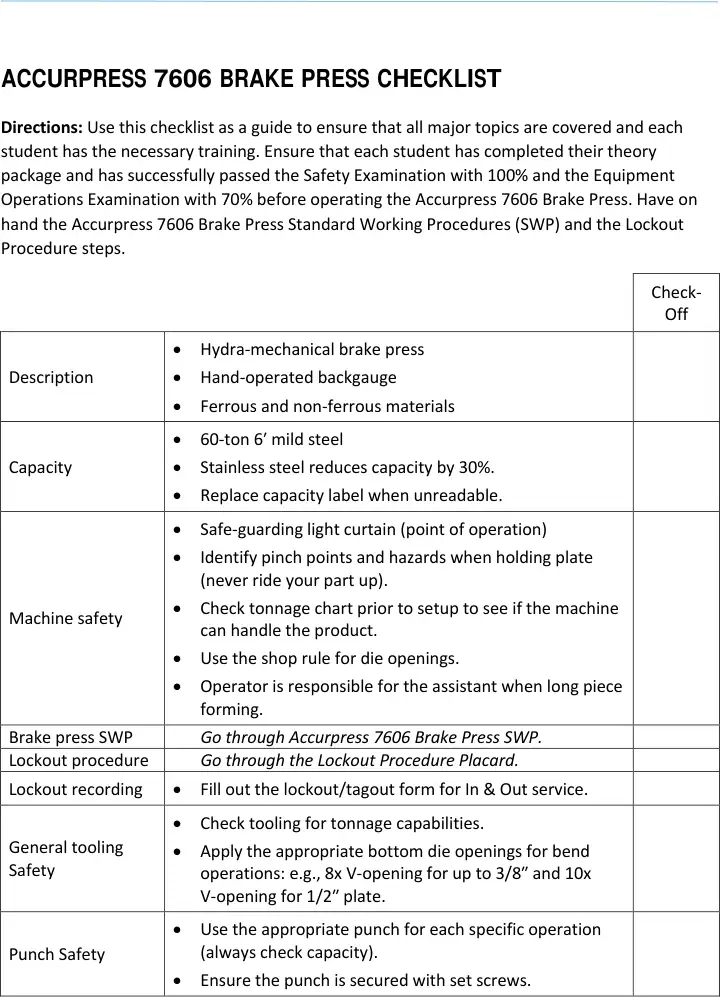 ACCURPRESS 7606 BRAKE PRESS CHECKLIST
Directions: Use this checklist as a guide to ensure that all major topics are covered and each
student has the necessary training. Ensure that each student has completed their theory
package and has successfully passed the Safety Examination with 100% and the Equipment
Operations Examination with 70% before operating the Accurpress 7606 Brake Press. Have on
hand the Accurpress 7606 Brake Press Standard Working Procedures (SWP) and the Lockout
Procedure steps.
Check-
Off
Description
• Hydra-mechanical brake press
• Hand-operated backgauge
• Ferrous and non-ferrous materials
Capacity
• 60-ton 6′ mild steel
• Stainless steel reduces capacity by 30%.
• Replace capacity label when unreadable.
Machine safety
• Safe-guarding light curtain (point of operation)
• Identify pinch points and hazards when holding plate
(never ride your part up).
• Check tonnage chart prior to setup to see if the machine
can handle the product.
• Use the shop rule for die openings.
• Operator is responsible for the assistant when long piece
forming.
Brake press SWP Go through Accurpress 7606 Brake Press SWP.
Lockout procedure Go through the Lockout Procedure Placard.
Lockout recording • Fill out the lockout/tagout form for In & Out service.
General tooling
Safety
• Check tooling for tonnage capabilities.
• Apply the appropriate bottom die openings for bend
operations: e.g., 8x V-opening for up to 3/8″ and 10x
V-opening for 1/2″ plate.
Punch Safety
• Use the appropriate punch for each specific operation
(always check capacity).
• Ensure the punch is secured with set screws.